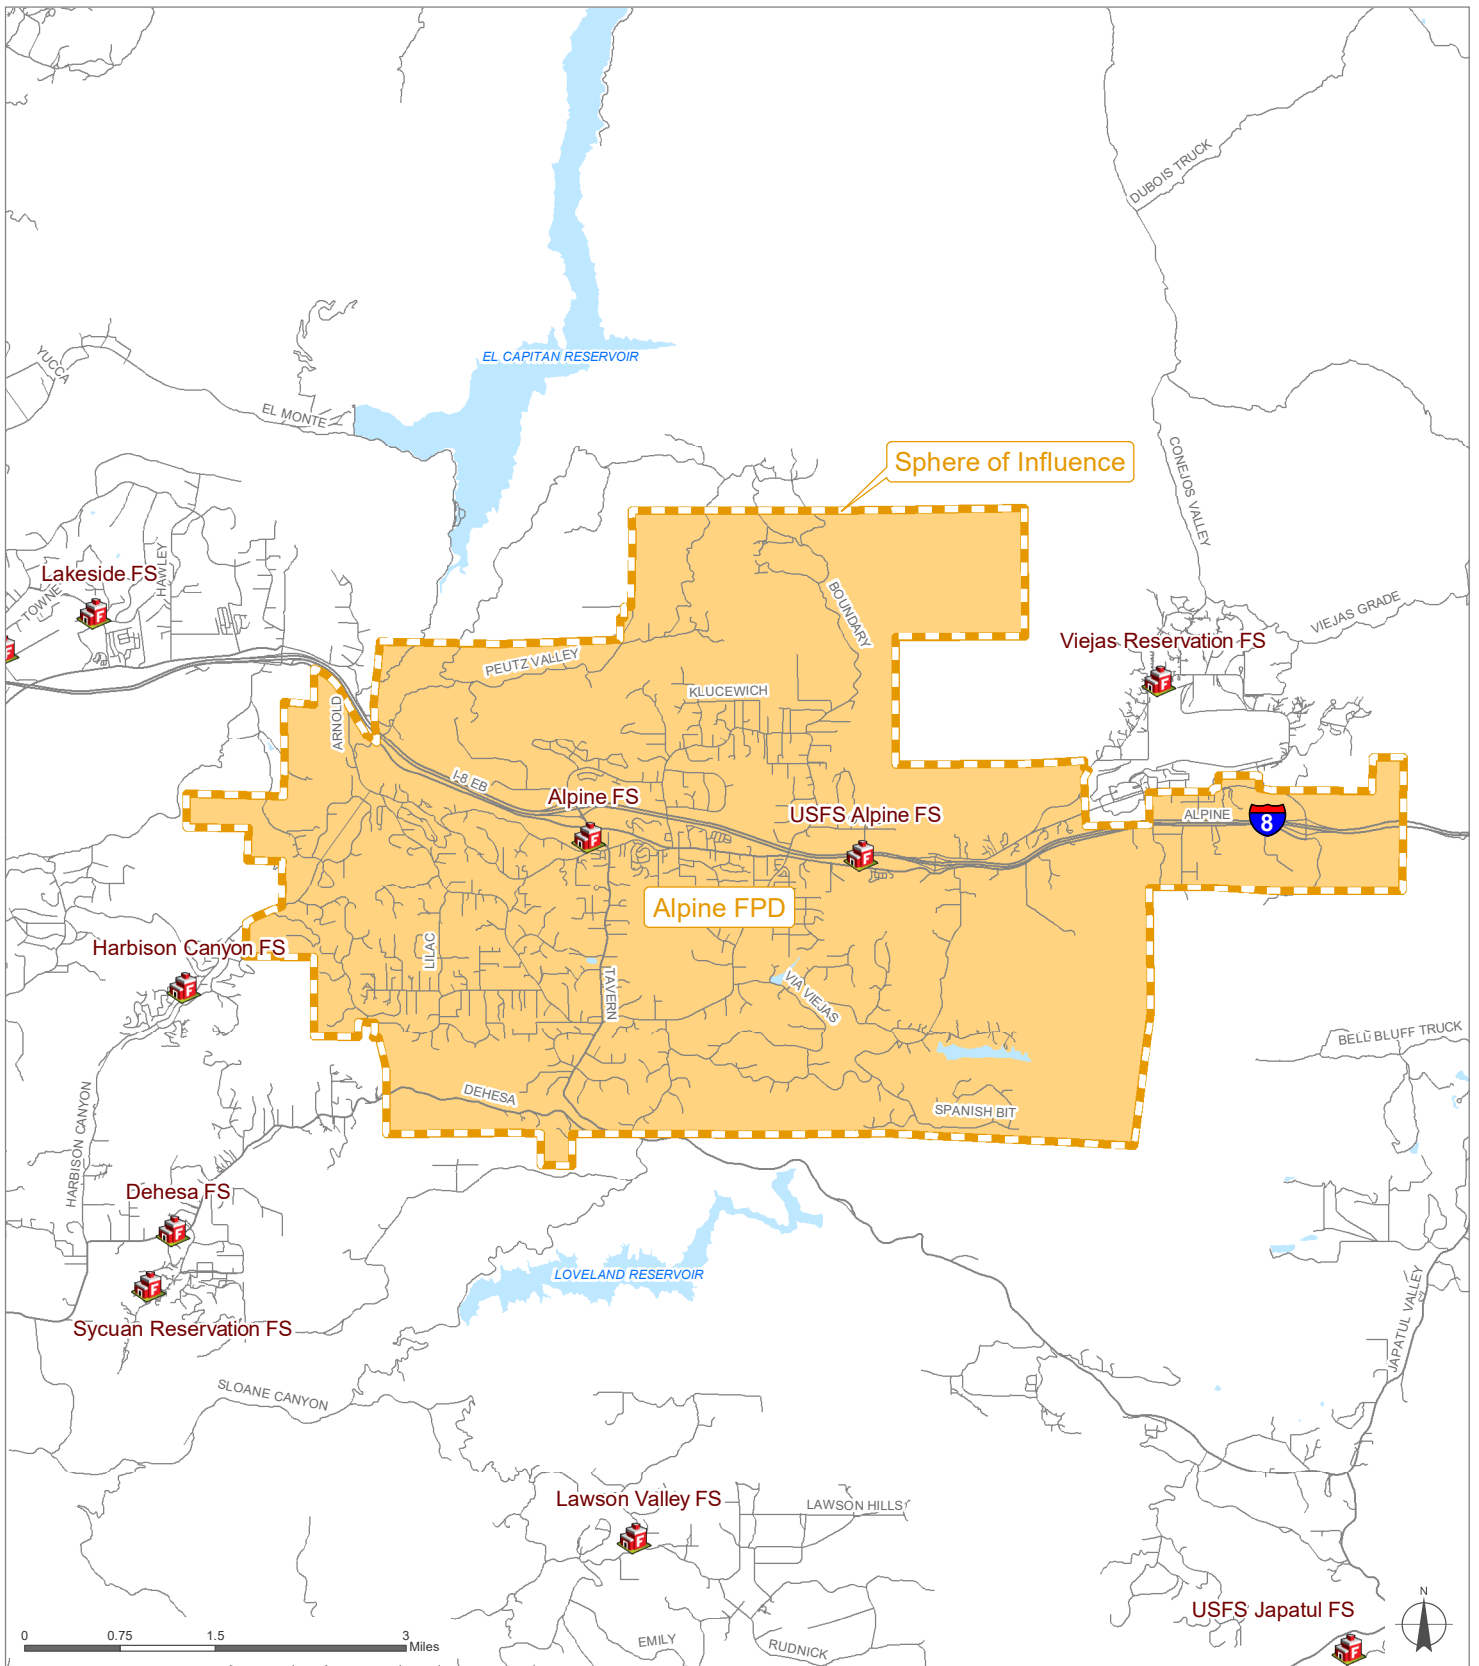 DUBOIS TRUCK
EL CAPITAN RESERVOIR
YUCCA
EL MONTE
Sphere of Influence
CONEJOS VALLEY
HAWLEY
Lakeside FS
TOWNE
BOUNDARY
VIEJAS GRADE
Viejas Reservation FS
PEUTZ VALLEY
KLUCEWICH
ARNOLD
I-8 EB
Alpine FS
USFS Alpine FS
ALPINE
8
Alpine FPD
Harbison Canyon FS
LILAC
TAVERN
VIA VIEJAS
BELL BLUFF TRUCK
DEHESA
SPANISH BIT
HARBISON CANYON
Dehesa FS
LOVELAND RESERVOIR
Sycuan Reservation FS
JAPATUL VALLEY
SLOANE CANYON
Lawson Valley FS
LAWSON HILLS
USFS Japatul FS
N
EMILY
RUDNICK
0 0.75 1.5 3
Miles